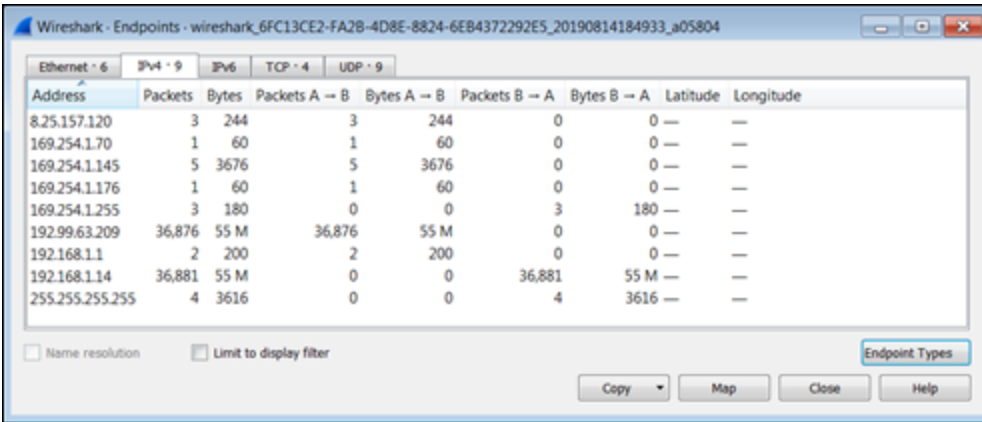 Wireshark · Endpoints · wireshark_6FC13CE2-FA2B-4D8E-8824-6EB4372292E5_20190814184933_a05804
Ethernet · 6 IPv4 · 9 IPv6 TCP · 4 UDP · 9
Address Packets Bytes Packets A → B Bytes A → B Packets B → A Bytes B → A Latitude Longitude
8.25.157.120 3 244 3 244 0 0 — —
169.254.1.70 1 60 1 60 0 0 — —
169.254.1.145 5 3676 5 3676 0 0 — —
169.254.1.176 1 60 1 60 0 0 — —
169.254.1.255 3 180 0 0 3 180 — —
192.99.63.209 36,876 55 M 36,876 55 M 0 0 — —
192.168.1.1 2 200 2 200 0 0 — —
192.168.1.14 36,881 55 M 0 0 36,881 55 M — —
255.255.255.255 4 3616 0 0 4 3616 — —
Name resolution Limit to display filter Endpoint Types
Copy Map Close Help